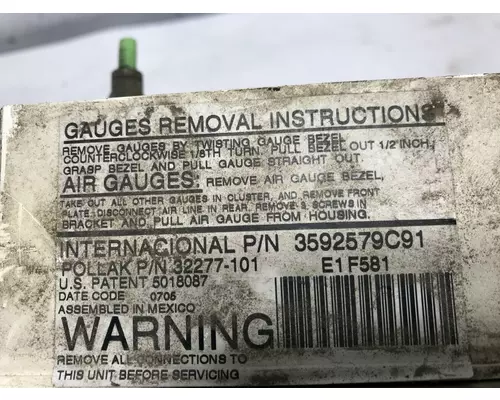 GAUGES REMOVAL INSTRUCTIONS
REMOVE GAUGES BY TWISTING GAUGE BEZEL
COUNTERCLOCKWISE 1/8TH TURN. PULL BEZEL OUT 1/2 INCH,
GRASP BEZEL AND PULL GAUGE STRAIGHT OUT.
AIR GAUGES: REMOVE AIR GAUGE BEZEL,
TAKE OUT ALL OTHER GAUGES IN CLUSTER, AND REMOVE FRONT
PLATE. DISCONNECT AIR LINE IN REAR. REMOVE 2 SCREWS IN
BRACKET AND PULL AIR GAUGE FROM HOUSING.
INTERNACIONAL P/N 3592579C91
POLLAK P/N 32277-101 E1F581
U.S. PATENT 5018087
DATE CODE 0705
ASSEMBLED IN MEXICO
WARNING
REMOVE ALL CONNECTIONS TO
THIS UNIT BEFORE SERVICING